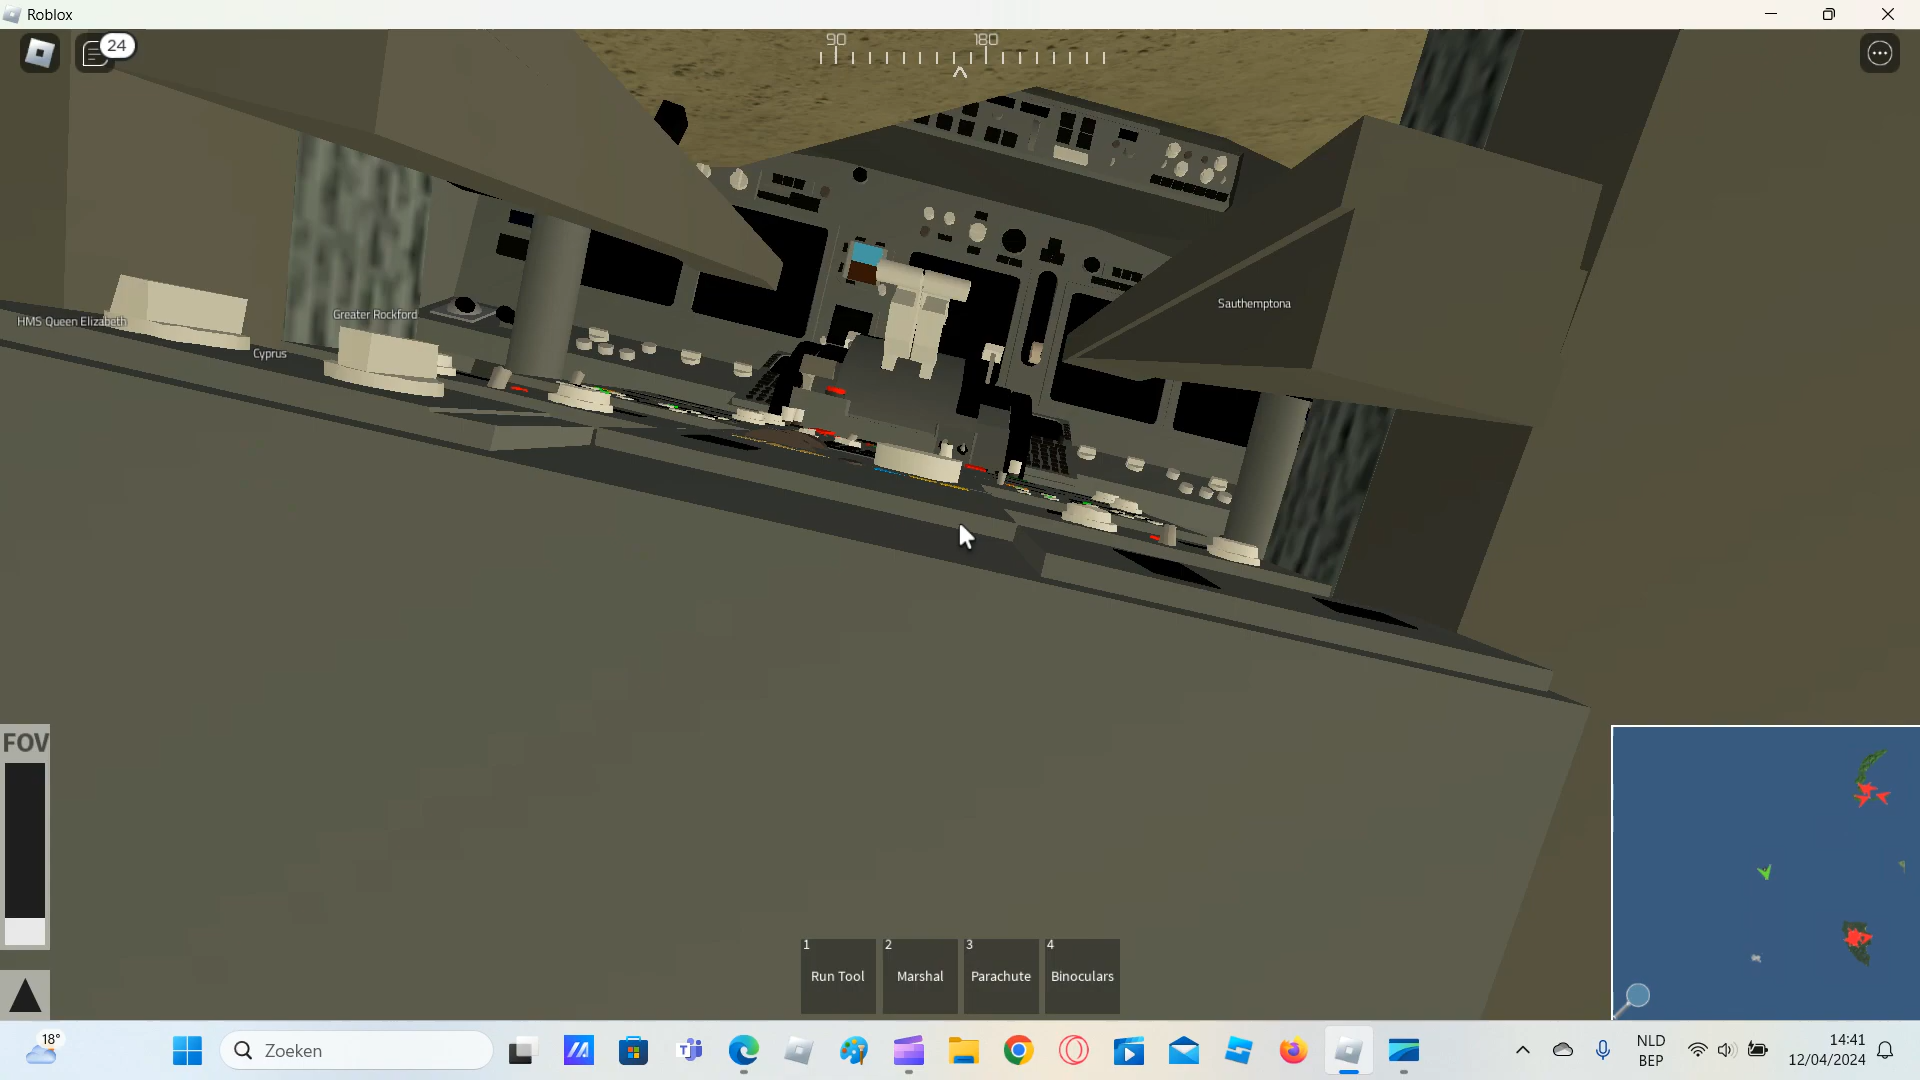 Roblox
24
90
180
HMS Queen Elizabeth
Greater Rockford
Cyprus
Sauthemptona
FOV
1
Run Tool
2
Marshal
3
Parachute
4
Binoculars
18°
Zoeken
NLD
BEP
14:41
12/04/2024